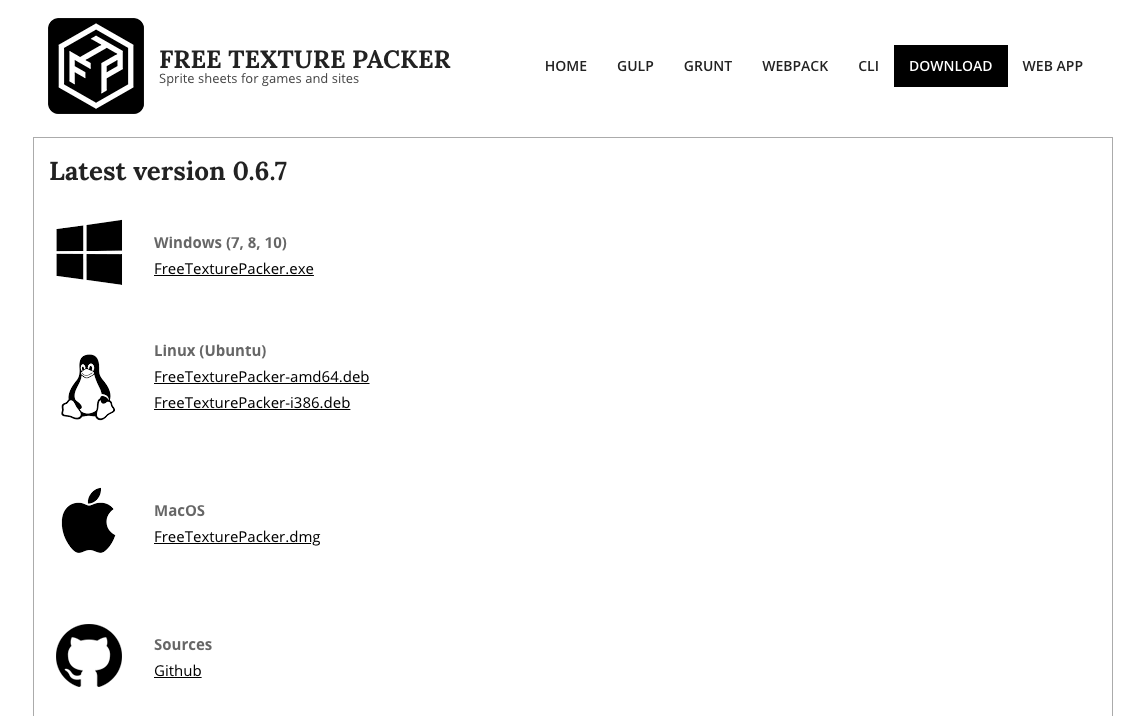 FTP
FREE TEXTURE PACKER
Sprite sheets for games and sites
HOME GULP GRUNT WEBPACK CLI DOWNLOAD WEB APP
Latest version 0.6.7
Windows (7, 8, 10)
FreeTexturePacker.exe
Linux (Ubuntu)
FreeTexturePacker-amd64.deb
FreeTexturePacker-i386.deb
MacOS
FreeTexturePacker.dmg
Sources
Github